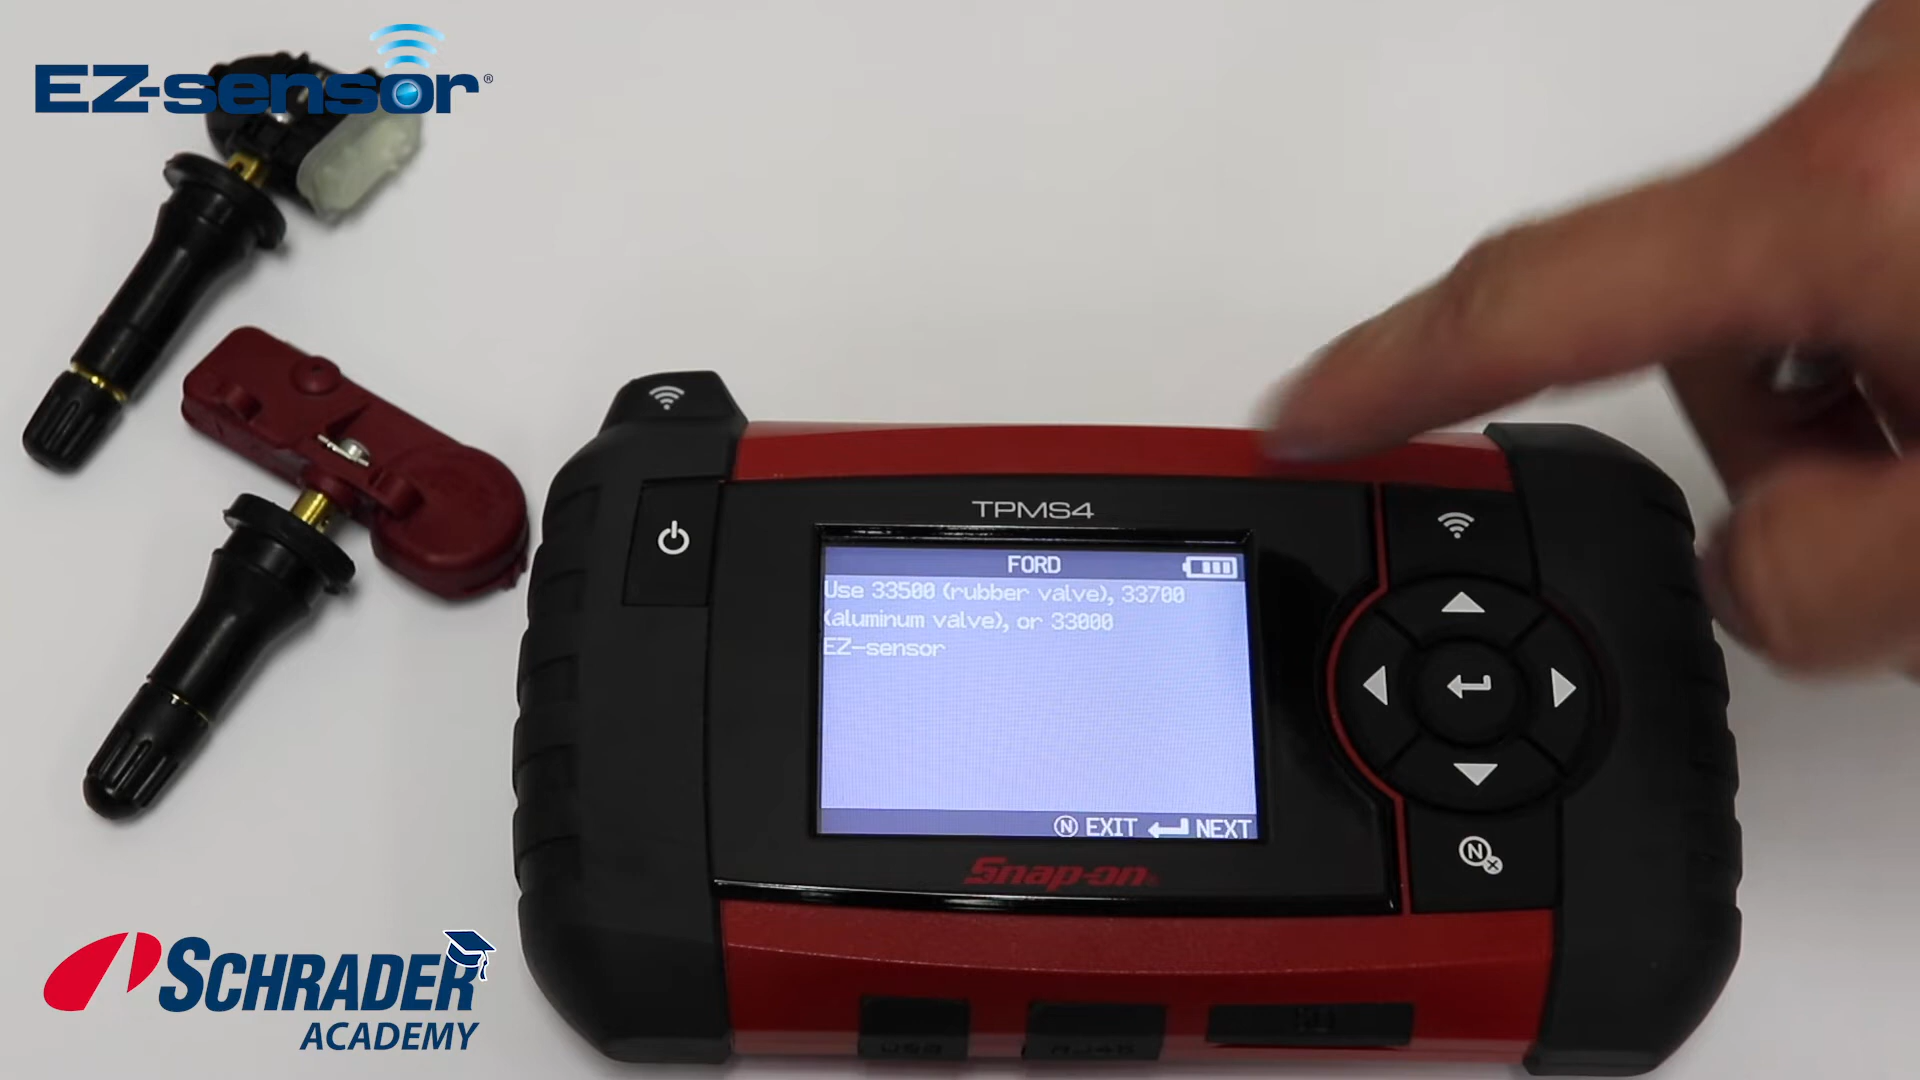 EZ-sensor®
TPMS4
FORD
Use 33500 (rubber valve), 33700
(aluminum valve), or 33000
EZ-sensor
N EXIT NEXT
Snap-on
N
SCHRADER
ACADEMY